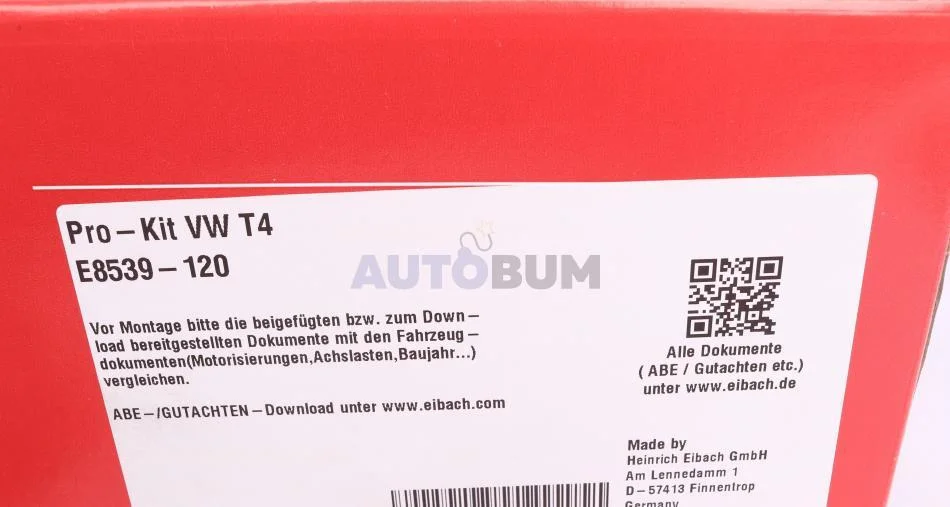 Pro-Kit VW T4
E8539-120
AUTOBUM
Vor Montage bitte die beigefügten bzw. zum Down-
load bereitgestellten Dokumente mit den Fahrzeug-
dokumenten(Motorisierungen,Achslasten,Baujahr...)
vergleichen.
ABE-/GUTACHTEN-Download unter www.eibach.com
Alle Dokumente
( ABE / Gutachten etc.)
unter www.eibach.de
Made by
Heinrich Eibach GmbH
Am Lennedamm 1
D-57413 Finnentrop
Germany